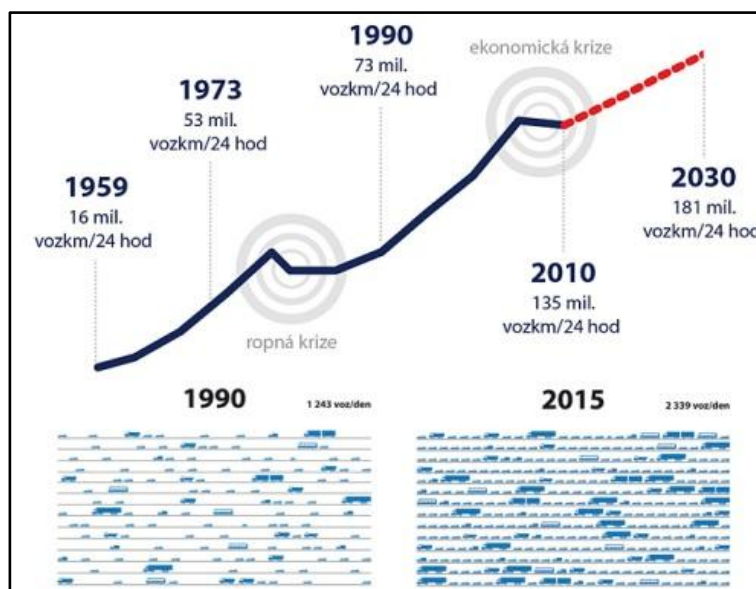 1959
16 mil.
vozkm/24 hod
1973
53 mil.
vozkm/24 hod
ropná krize
1990
73 mil.
vozkm/24 hod
ekonomická krize
2010
135 mil.
vozkm/24 hod
2030
181 mil.
vozkm/24 hod
1990
1 243 voz/den
2015
2 339 voz/den